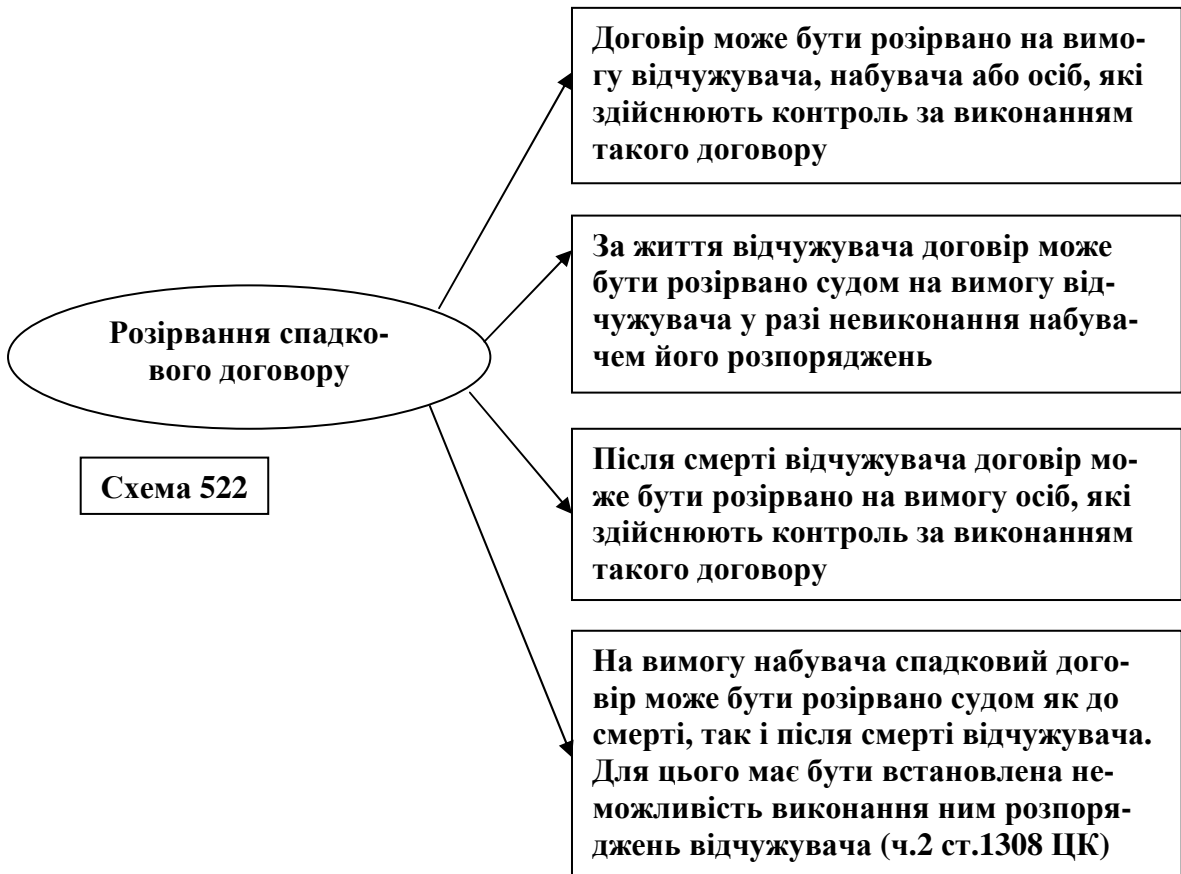 Договір може бути розірвано на вимо-
гу відчужувача, набувача або осіб, які
здійснюють контроль за виконанням
такого договору
За життя відчужувача договір може
бути розірвано судом на вимогу від-
чужувача у разі невиконання набува-
чем його розпоряджень
Розірвання спадко-
вого договору
Після смерті відчужувача договір мо-
же бути розірвано на вимогу осіб, які
здійснюють контроль за виконанням
такого договору
Схема 522
На вимогу набувача спадковий дого-
вір може бути розірвано судом як до
смерті, так і після смерті відчужувача.
Для цього має бути встановлена не-
можливість виконання ним розпоря-
джень відчужувача (ч.2 ст.1308 ЦК)